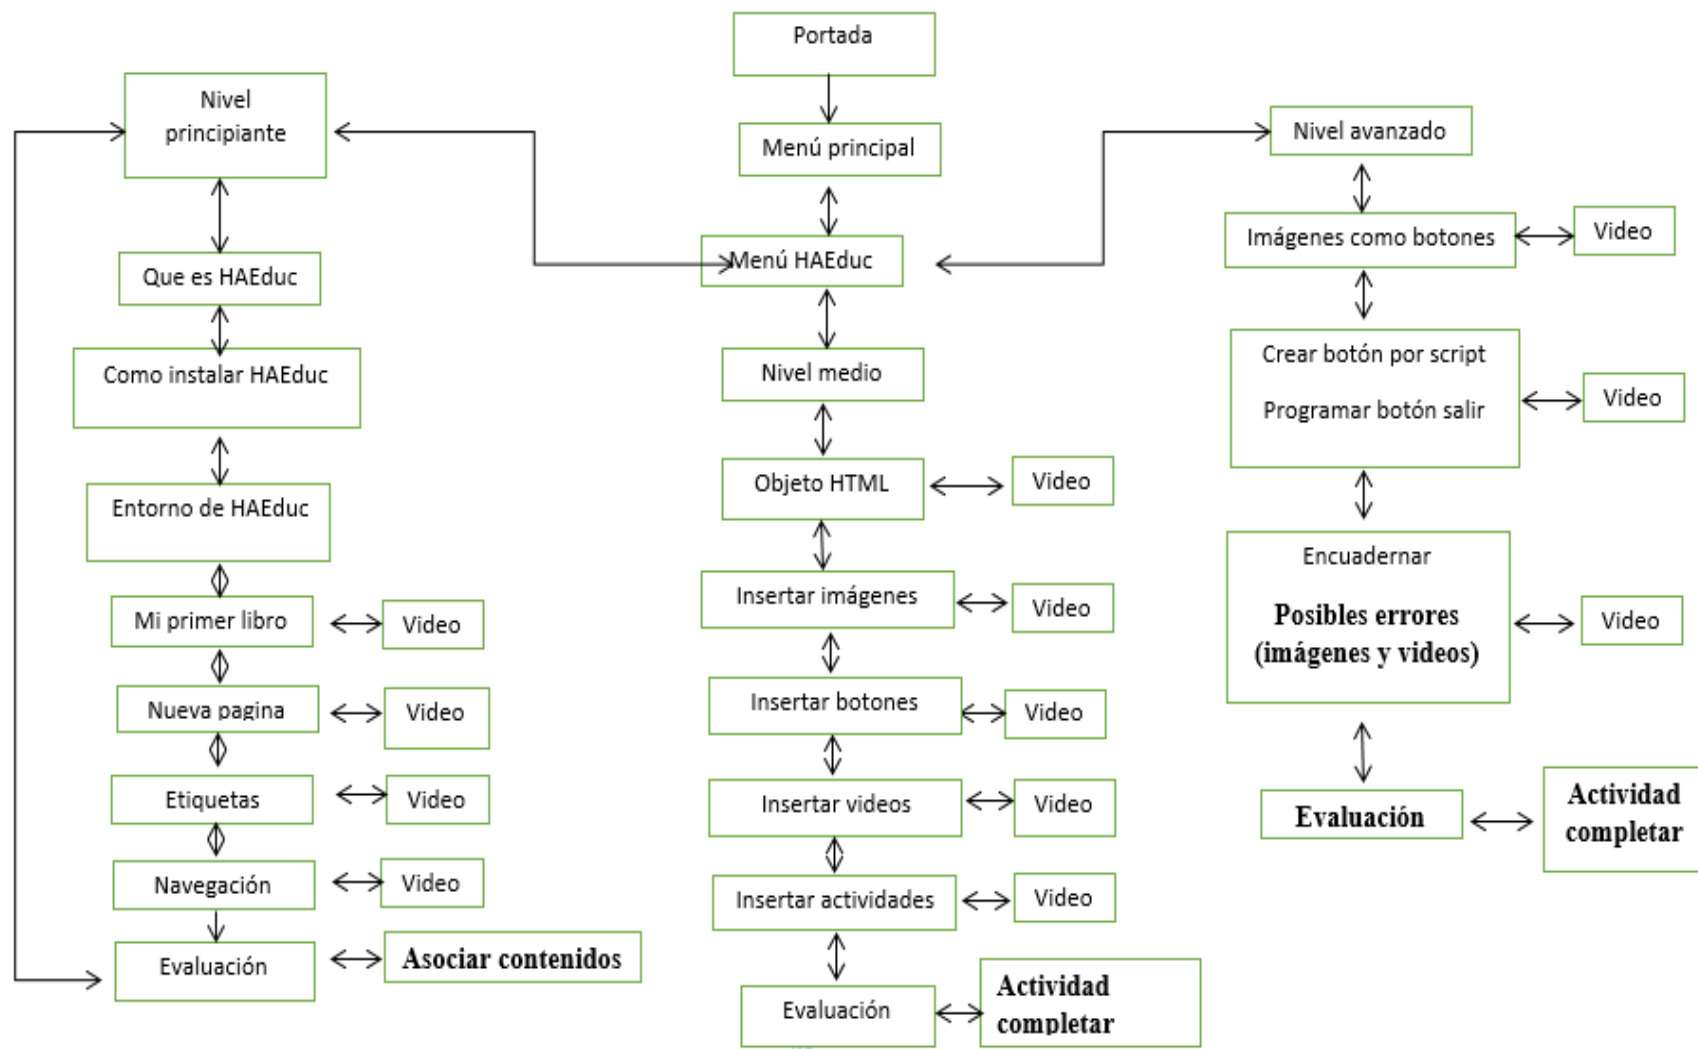 Portada
Menú principal
Menú HAEduc
Nivel
principiante
Que es HAEduc
Como instalar HAEduc
Entorno de HAEduc
Mi primer libro
Video
Nueva pagina
Video
Etiquetas
Video
Navegación
Video
Evaluación
Asociar contenidos
Nivel medio
Objeto HTML
Video
Insertar imágenes
Video
Insertar botones
Video
Insertar videos
Video
Insertar actividades
Video
Evaluación
Actividad
completar
Nivel avanzado
Imágenes como botones
Video
Crear botón por script
Programar botón salir
Video
Encuadernar
Posibles errores
(imágenes y videos)
Video
Evaluación
Actividad
completar